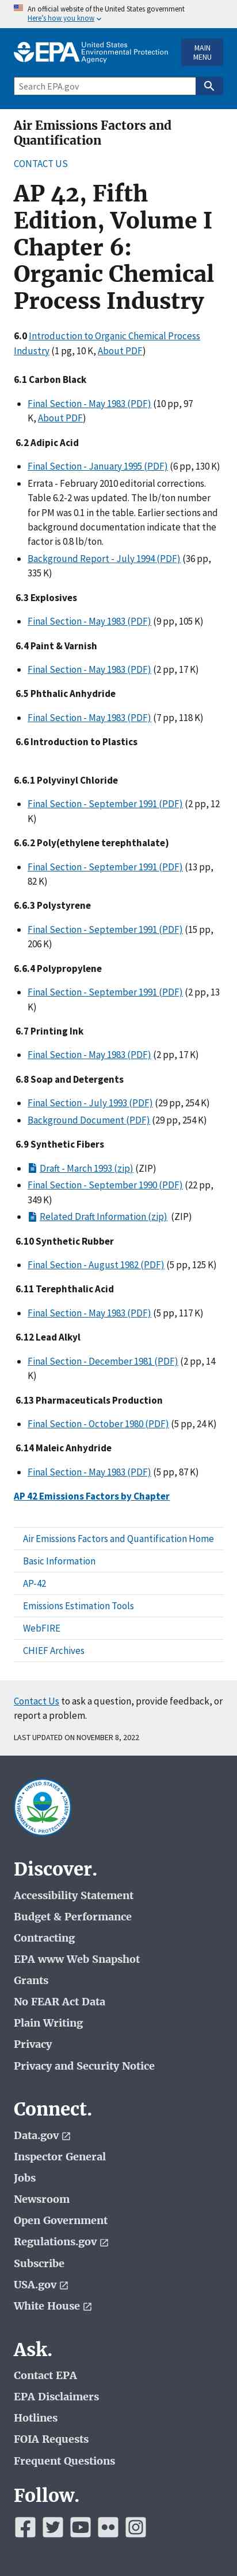 An official website of the United States government
Here's how you know
EPA United States Environmental Protection Agency
MAIN MENU
Search EPA.gov
Air Emissions Factors and
Quantification
CONTACT US
AP 42, Fifth
Edition, Volume I
Chapter 6:
Organic Chemical
Process Industry
6.0 Introduction to Organic Chemical Process
Industry (1 pg, 10 K, About PDF)
6.1 Carbon Black
Final Section - May 1983 (PDF) (10 pp, 97
K, About PDF)
6.2 Adipic Acid
Final Section - January 1995 (PDF) (6 pp, 130 K)
Errata - February 2010 editorial corrections.
Table 6.2-2 was updated. The lb/ton number
for PM was 0.1 in that table. Earlier sections and
background documentation indicate that the
factor is 0.8 lb/ton.
Background Report - July 1994 (PDF) (36 pp,
335 K)
6.3 Explosives
Final Section - May 1983 (PDF) (9 pp, 105 K)
6.4 Paint & Varnish
Final Section - May 1983 (PDF) (2 pp, 17 K)
6.5 Phthalic Anhydride
Final Section - May 1983 (PDF) (7 pp, 118 K)
6.6 Introduction to Plastics
6.6.1 Polyvinyl Chloride
Final Section - September 1991 (PDF) (2 pp, 12
K)
6.6.2 Poly(ethylene terephthalate)
Final Section - September 1991 (PDF) (13 pp,
82 K)
6.6.3 Polystyrene
Final Section - September 1991 (PDF) (15 pp,
206 K)
6.6.4 Polypropylene
Final Section - September 1991 (PDF) (2 pp, 13
K)
6.7 Printing Ink
Final Section - May 1983 (PDF) (2 pp, 17 K)
6.8 Soap and Detergents
Final Section - July 1993 (PDF) (29 pp, 254 K)
Background Document (PDF) (29 pp, 254 K)
6.9 Synthetic Fibers
Draft - March 1993 (zip) (ZIP)
Final Section - September 1990 (PDF) (22 pp,
349 K)
Related Draft Information (zip) (ZIP)
6.10 Synthetic Rubber
Final Section - August 1982 (PDF) (5 pp, 125 K)
6.11 Terephthalic Acid
Final Section - May 1983 (PDF) (5 pp, 117 K)
6.12 Lead Alkyl
Final Section - December 1981 (PDF) (2 pp, 14
K)
6.13 Pharmaceuticals Production
Final Section - October 1980 (PDF) (5 pp, 24 K)
6.14 Maleic Anhydride
Final Section - May 1983 (PDF) (5 pp, 87 K)
AP 42 Emissions Factors by Chapter
Air Emissions Factors and Quantification Home
Basic Information
AP-42
Emissions Estimation Tools
WebFIRE
CHIEF Archives
Contact Us to ask a question, provide feedback, or
report a problem.
LAST UPDATED ON NOVEMBER 8, 2022
UNITED STATES ENVIRONMENTAL PROTECTION AGENCY
Discover.
Accessibility Statement
Budget & Performance
Contracting
EPA www Web Snapshot
Grants
No FEAR Act Data
Plain Writing
Privacy
Privacy and Security Notice
Connect.
Data.gov
Inspector General
Jobs
Newsroom
Open Government
Regulations.gov
Subscribe
USA.gov
White House
Ask.
Contact EPA
EPA Disclaimers
Hotlines
FOIA Requests
Frequent Questions
Follow.